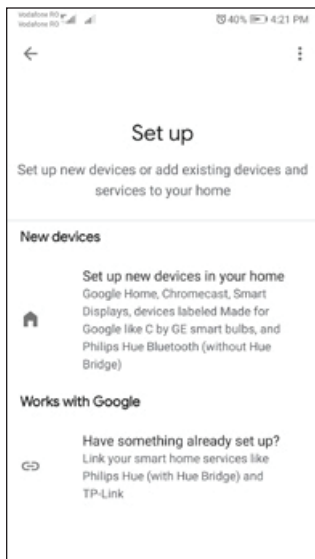 Vodafone RO
Vodafone RO
40% 4:21 PM
Set up
Set up new devices or add existing devices and
services to your home
New devices
Set up new devices in your home
Google Home, Chromecast, Smart
Displays, devices labeled Made for
Google like C by GE smart bulbs, and
Philips Hue Bluetooth (without Hue
Bridge)
Works with Google
Have something already set up?
Link your smart home services like
Philips Hue (with Hue Bridge) and
TP-Link